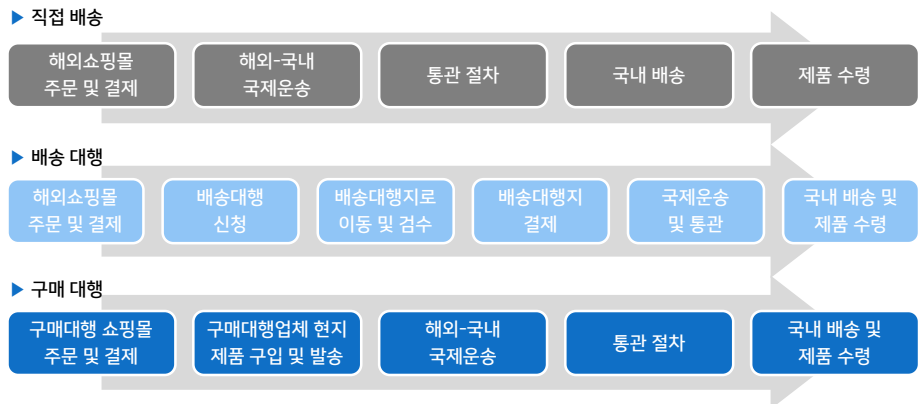 ▶ 직접 배송
해외쇼핑몰
주문 및 결제
해외-국내
국제운송
통관 절차
국내 배송
제품 수령
▶ 배송 대행
해외쇼핑몰
주문 및 결제
배송대행
신청
배송대행지로
이동 및 검수
배송대행지
결제
국제운송
및 통관
국내 배송 및
제품 수령
▶ 구매 대행
구매대행 쇼핑몰
주문 및 결제
구매대행업체 현지
제품 구입 및 발송
해외-국내
국제운송
통관 절차
국내 배송 및
제품 수령